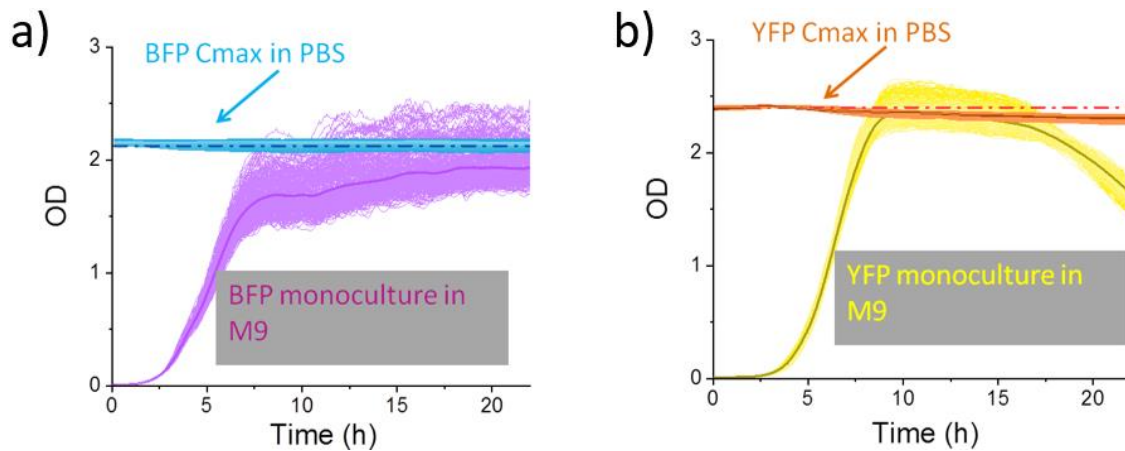 a)
BFP Cmax in PBS
3
2
1
0
OD
BFP monoculture in
M9
0 5 10 15 20
Time (h)
b)
YFP Cmax in PBS
3
2
1
0
OD
YFP monoculture in
M9
0 5 10 15 20
Time (h)